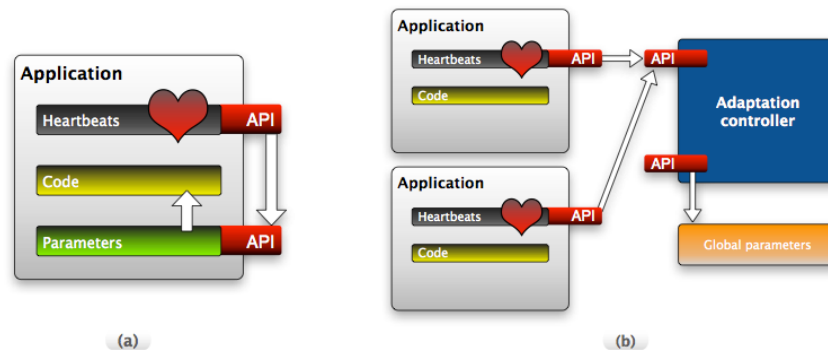 Application
Heartbeats
API
Code
Parameters
API
(a)
Application
Heartbeats
API
Code
Application
Heartbeats
API
Code
API
Adaptation
controller
API
Global parameters
(b)